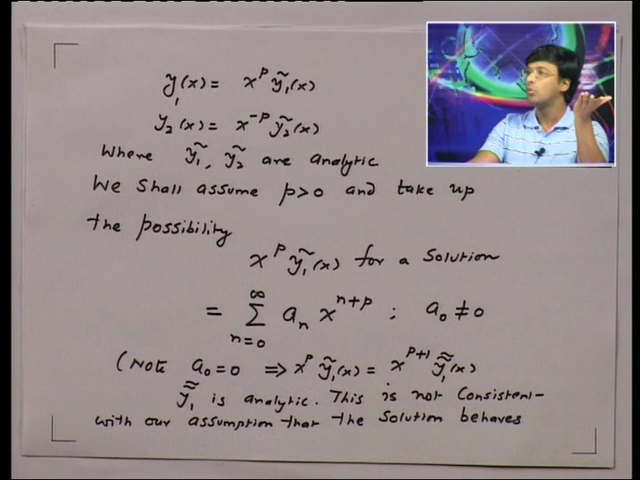 y₁(x) = x^p ỹ₁(x)
y₂(x) = x^-p ỹ₂(x)
Where ỹ₁, ỹ₂ are analytic
We Shall assume p>0 and take up
the possibility
x^p ỹ₁(x) for a solution
= ∑_{n=0}^{∞} a_n x^{n+p} ; a₀ ≠ 0
(Note a₀=0 ⟹ x^p ỹ₁(x) = x^{p+1} ỹ̃₁(x)
ỹ̃₁ is analytic. This is not Consistent-
with our assumption that the Solution behaves